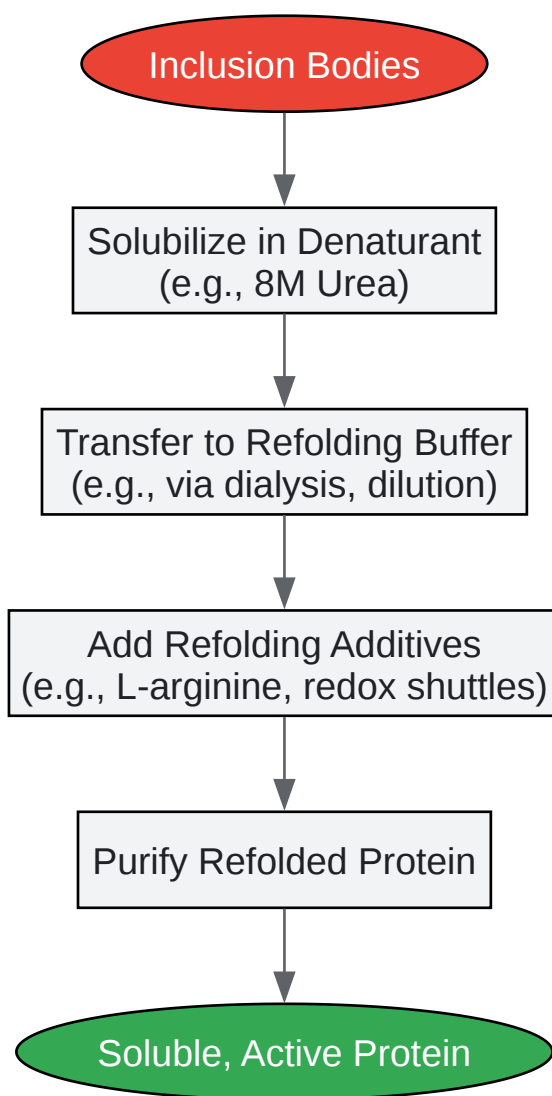 Inclusion Bodies
Solubilize in Denaturant
(e.g., 8M Urea)
Transfer to Refolding Buffer
(e.g., via dialysis, dilution)
Add Refolding Additives
(e.g., L-arginine, redox shuttles)
Purify Refolded Protein
Soluble, Active Protein